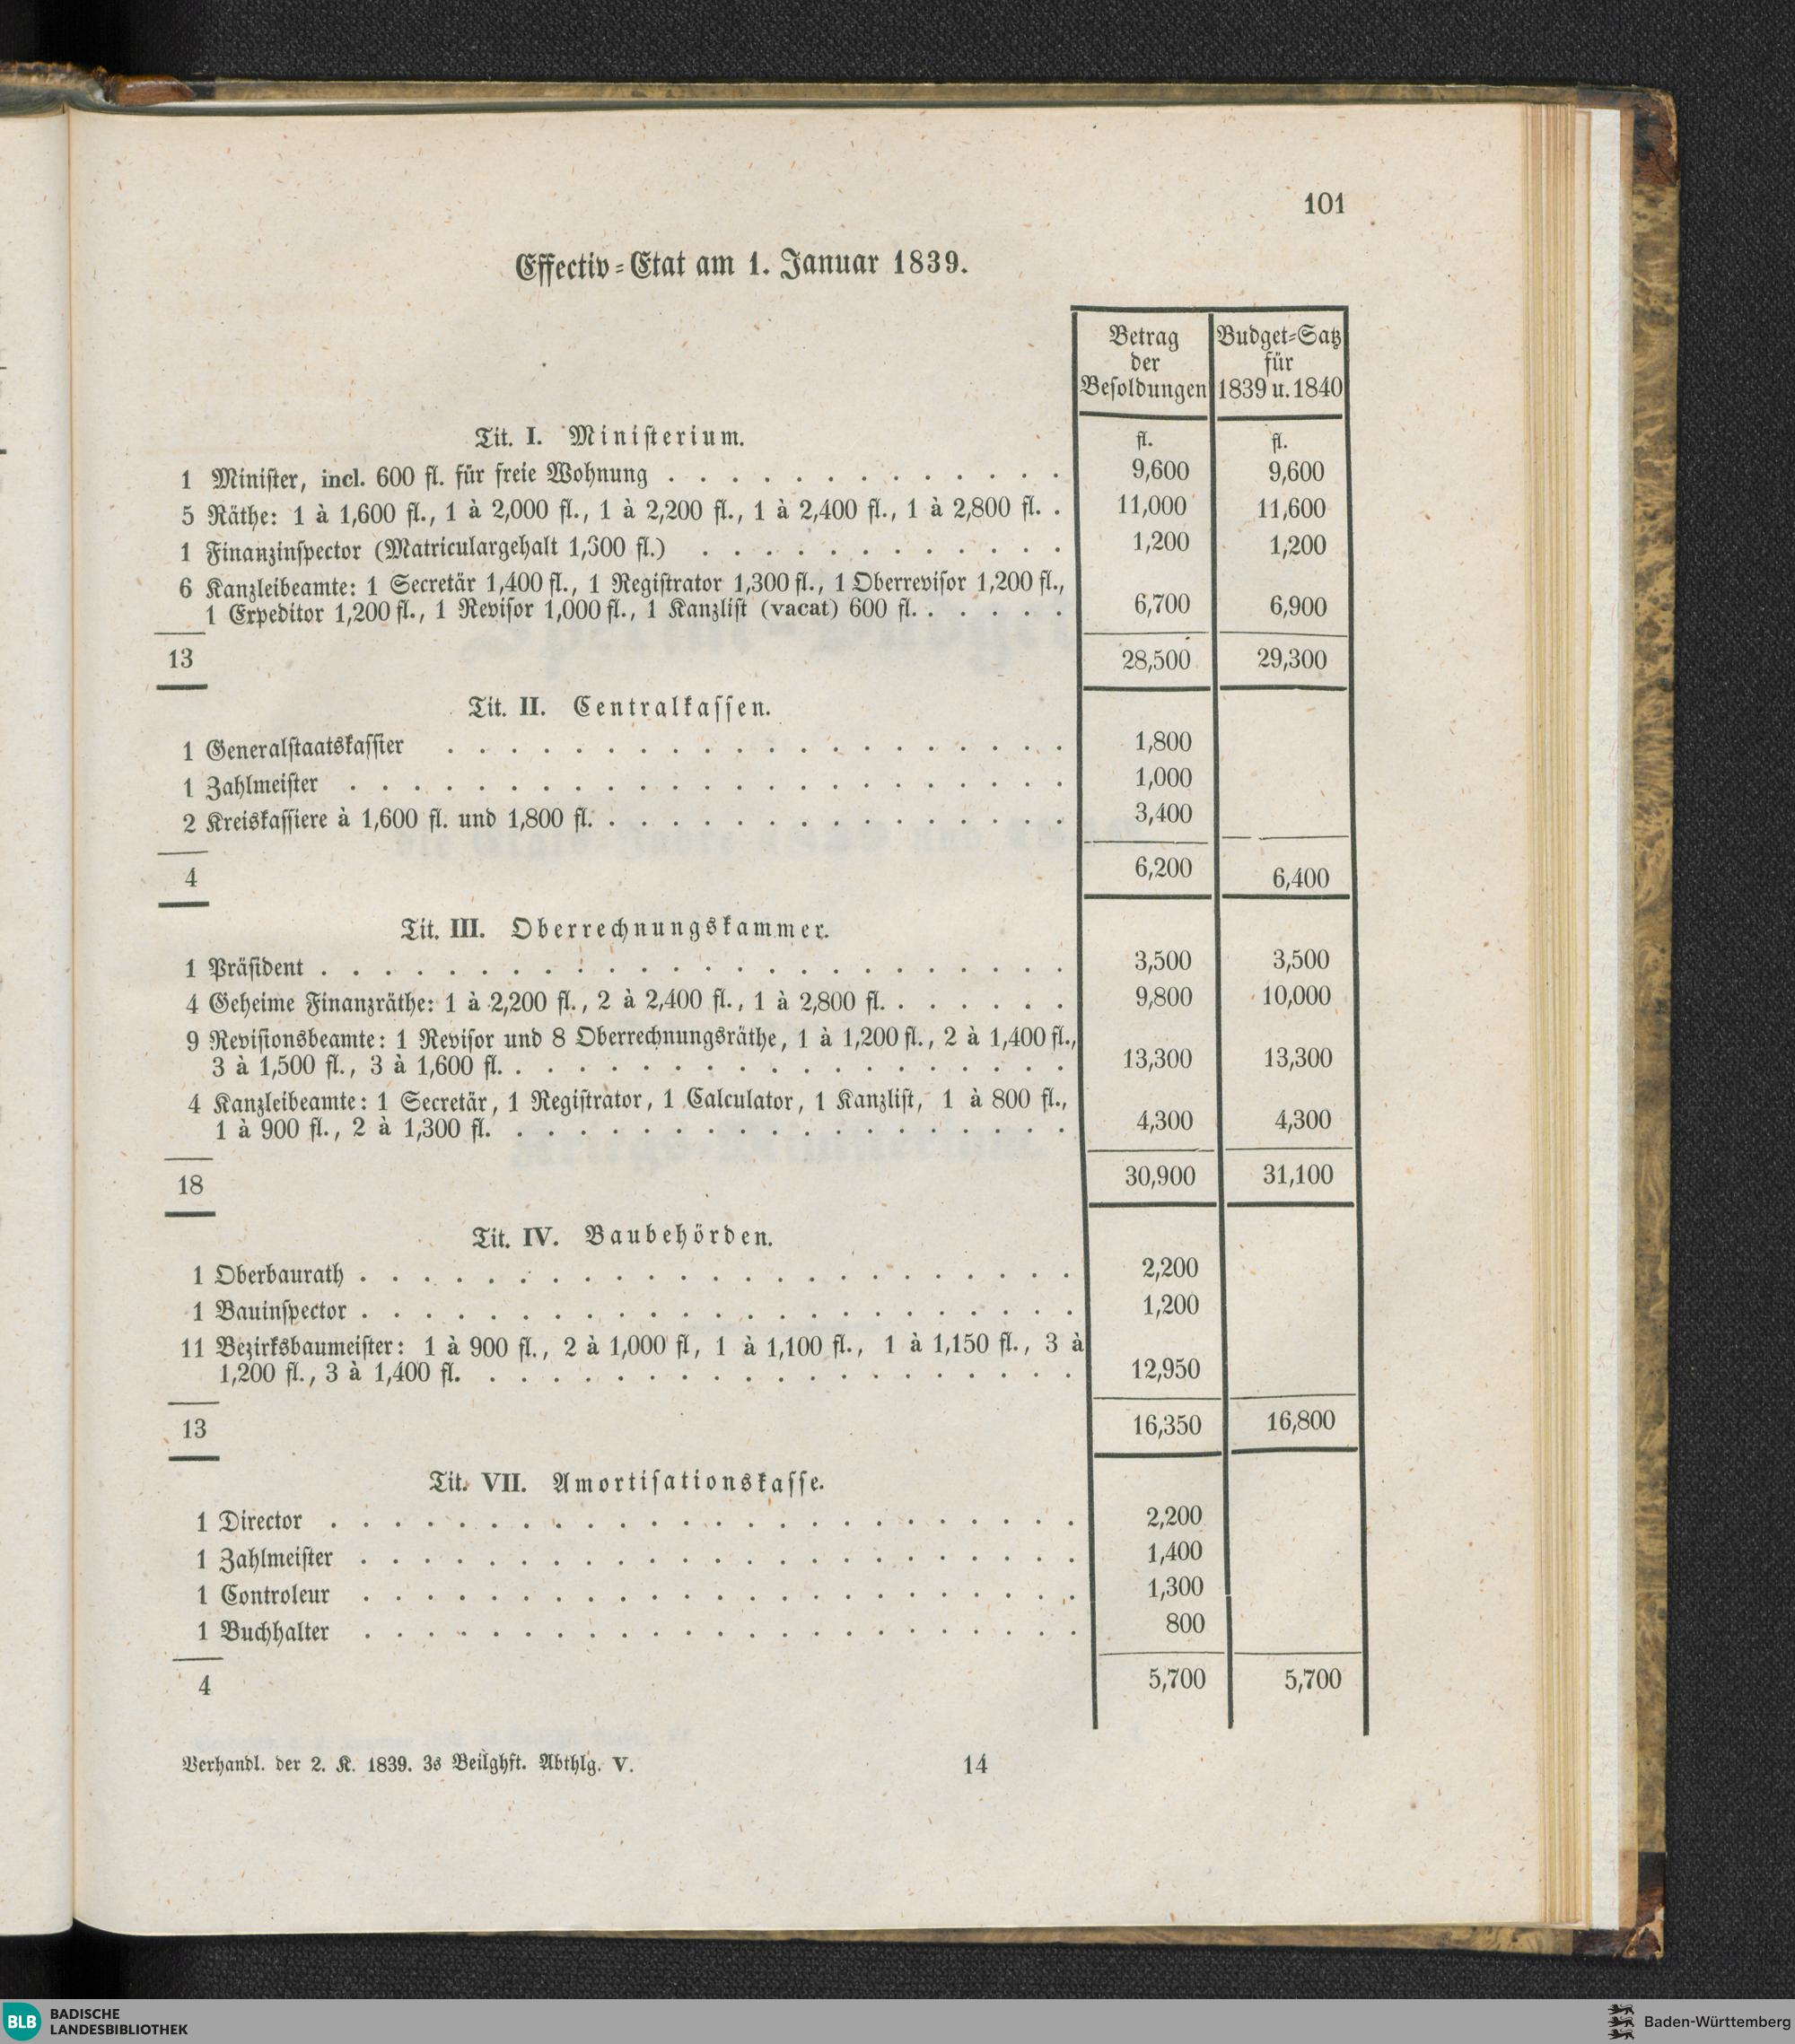 101
Effectiv-Etat am 1. Januar 1839.
Betrag der Besoldungen
Budget-Satz für 1839 u. 1840
Tit. I. Ministerium.
fl. fl.
1 Minister, incl. 600 fl. für freie Wohnung . . . . . . . . . . . . . 9,600 9,600
5 Räthe: 1 à 1,600 fl., 1 à 2,000 fl., 1 à 2,200 fl., 1 à 2,400 fl., 1 à 2,800 fl. . 11,000 11,600
1 Finanzinspector (Matriculargehalt 1,300 fl.) . . . . . . . . . . . . 1,200 1,200
6 Kanzleibeamte: 1 Secretär 1,400 fl., 1 Registrator 1,300 fl., 1 Oberrevisor 1,200 fl.,
1 Expeditor 1,200 fl., 1 Revisor 1,000 fl., 1 Kanzlist (vacat) 600 fl. . . . . . 6,700 6,900
13 28,500 29,300
Tit. II. Centralkassen.
1 Generalstaatskassier . . . . . . . . . . . . . . . . . . . . 1,800
1 Zahlmeister . . . . . . . . . . . . . . . . . . . . . . . 1,000
2 Kreiskassiere à 1,600 fl. und 1,800 fl. . . . . . . . . . . . . . . . 3,400
4 6,200 6,400
Tit. III. Oberrechnungskammer.
1 Präsident . . . . . . . . . . . . . . . . . . . . . . . . 3,500 3,500
4 Geheime Finanzräthe: 1 à 2,200 fl., 2 à 2,400 fl., 1 à 2,800 fl. . . . . . . 9,800 10,000
9 Revisionsbeamte: 1 Revisor und 8 Oberrechnungsräthe, 1 à 1,200 fl., 2 à 1,400 fl.,
3 à 1,500 fl., 3 à 1,600 fl. . . . . . . . . . . . . . . . . . . 13,300 13,300
4 Kanzleibeamte: 1 Secretär, 1 Registrator, 1 Calculator, 1 Kanzlist, 1 à 800 fl.,
1 à 900 fl., 2 à 1,300 fl. . . . . . . . . . . . . . . . . . . 4,300 4,300
18 30,900 31,100
Tit. IV. Baubehörden.
1 Oberbaurath . . . . . . . . . . . . . . . . . . . . . . . 2,200
1 Bauinspector . . . . . . . . . . . . . . . . . . . . . . . 1,200
11 Bezirksbaumeister: 1 à 900 fl., 2 à 1,000 fl, 1 à 1,100 fl., 1 à 1,150 fl., 3 à
1,200 fl., 3 à 1,400 fl. . . . . . . . . . . . . . . . . . . . 12,950
13 16,350 16,800
Tit. VII. Amortisationskasse.
1 Director . . . . . . . . . . . . . . . . . . . . . . . . 2,200
1 Zahlmeister . . . . . . . . . . . . . . . . . . . . . . . 1,400
1 Controleur . . . . . . . . . . . . . . . . . . . . . . . 1,300
1 Buchhalter . . . . . . . . . . . . . . . . . . . . . . . 800
4 5,700 5,700
Verhandl. der 2. K. 1839. 3s Beilghft. Abthlg. V. 14
BLB BADISCHE
LANDESBIBLIOTHEK
Baden-Württemberg